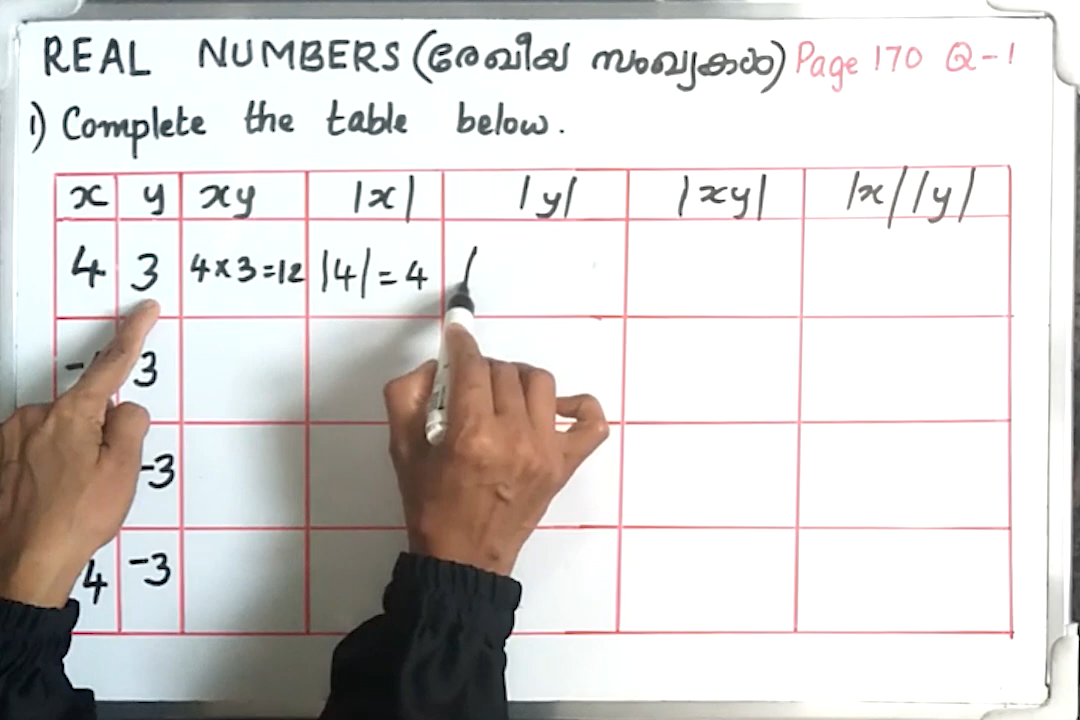 REAL NUMBERS (രേഖീയ സംഖ്യകൾ) Page 170 Q-1
1) Complete the table below.
x y xy |x| |y| |xy| |x||y|
4 3 4×3=12 |4| = 4 |
- 3
-3
4 -3